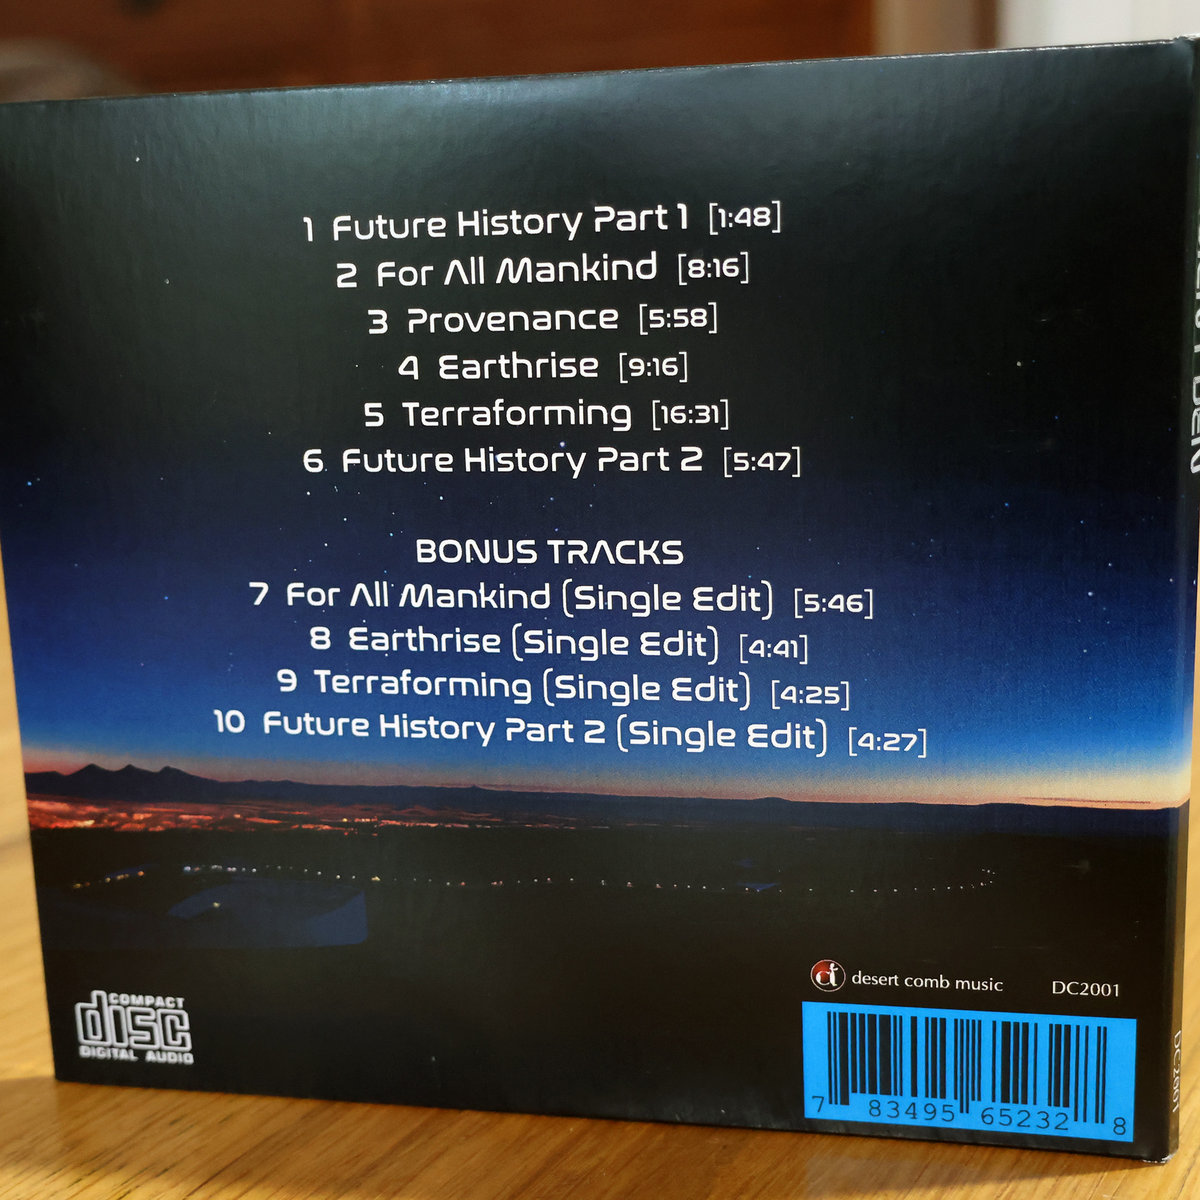 1 Future History Part 1 [1:48]
2 For All Mankind [8:16]
3 Provenance [5:58]
4 Earthrise [9:16]
5 Terraforming [16:31]
6 Future History Part 2 [5:47]
BONUS TRACKS
7 For All Mankind (Single Edit) [5:46]
8 Earthrise (Single Edit) [4:41]
9 Terraforming (Single Edit) [4:25]
10 Future History Part 2 (Single Edit) [4:27]
COMPACT
disc
DIGITAL AUDIO
dt desert comb music DC2001
7 83495 65232 8
DC2001